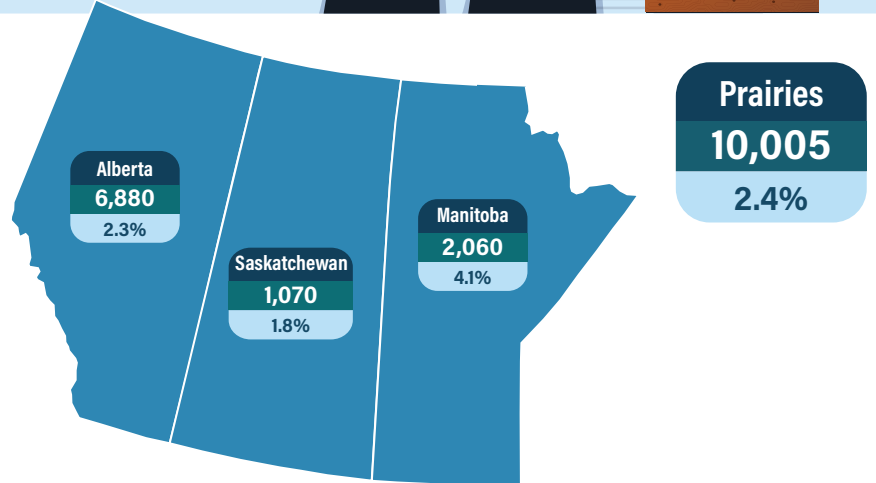 Prairies
10,005
2.4%
Alberta
6,880
2.3%
Saskatchewan
1,070
1.8%
Manitoba
2,060
4.1%